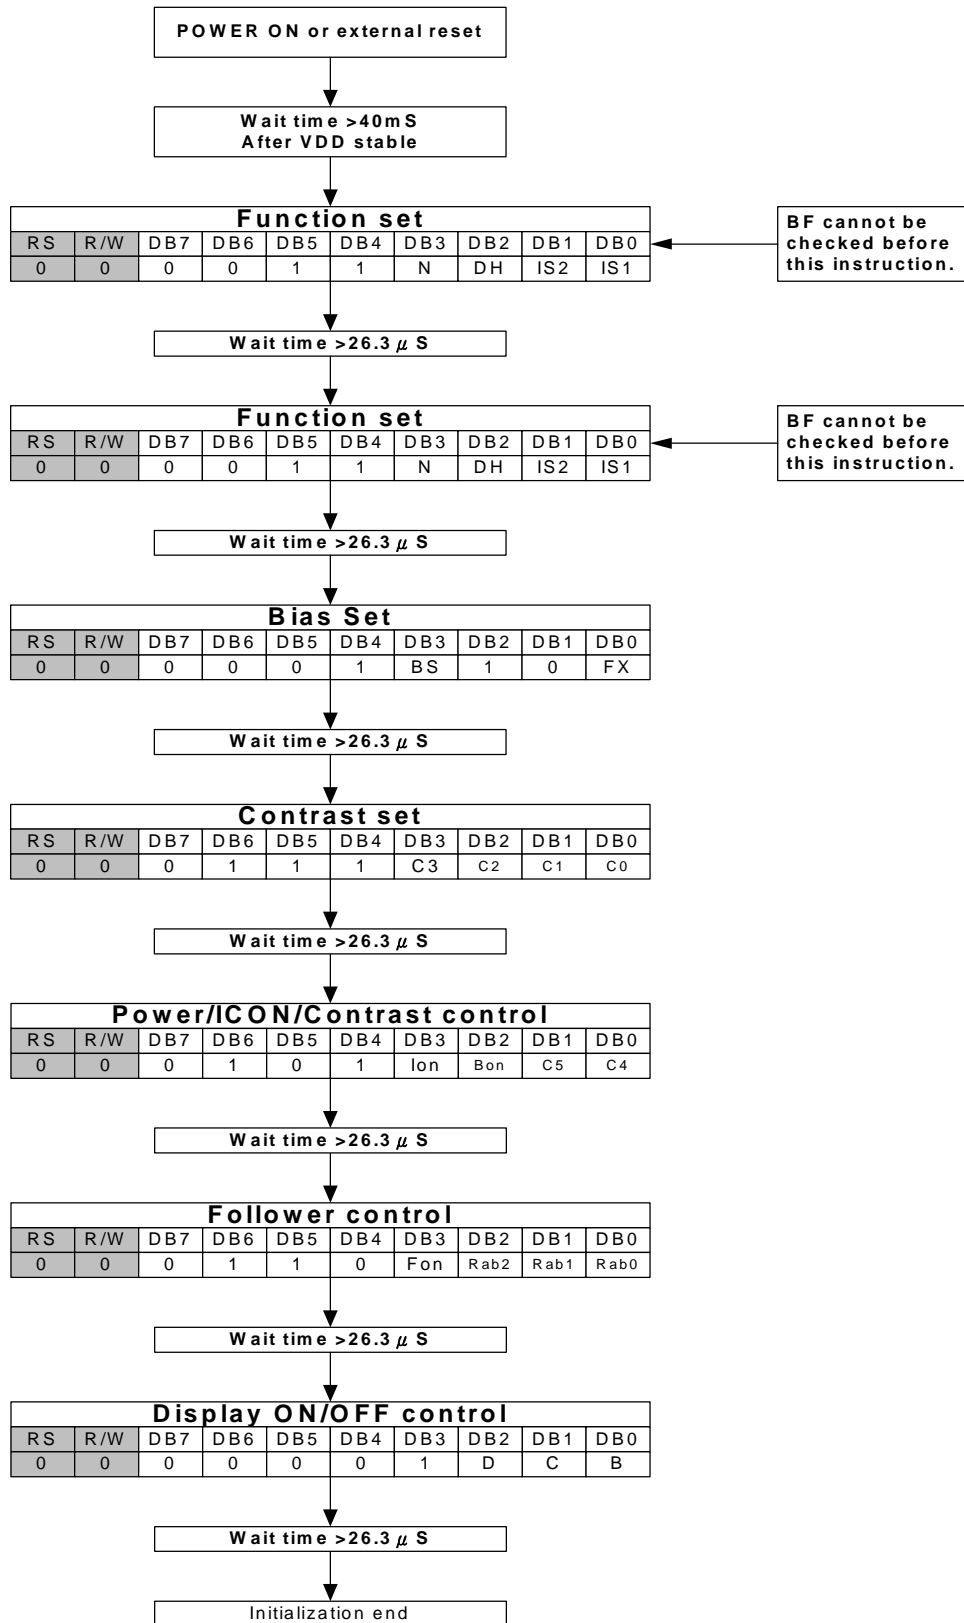 POWER ON or external reset
Wait time >40mS
After VDD stable
Function set
RS R/W DB7 DB6 DB5 DB4 DB3 DB2 DB1 DB0
0 0 0 0 1 1 N DH IS2 IS1
BF cannot be
checked before
this instruction.
Wait time >26.3 μ S
Function set
RS R/W DB7 DB6 DB5 DB4 DB3 DB2 DB1 DB0
0 0 0 0 1 1 N DH IS2 IS1
BF cannot be
checked before
this instruction.
Wait time >26.3 μ S
Bias Set
RS R/W DB7 DB6 DB5 DB4 DB3 DB2 DB1 DB0
0 0 0 0 0 1 BS 1 0 FX
Wait time >26.3 μ S
Contrast set
RS R/W DB7 DB6 DB5 DB4 DB3 DB2 DB1 DB0
0 0 0 1 1 1 C3 C2 C1 C0
Wait time >26.3 μ S
Power/ICON/Contrast control
RS R/W DB7 DB6 DB5 DB4 DB3 DB2 DB1 DB0
0 0 0 1 0 1 Ion Bon C5 C4
Wait time >26.3 μ S
Follower control
RS R/W DB7 DB6 DB5 DB4 DB3 DB2 DB1 DB0
0 0 0 1 1 0 Fon Rab2 Rab1 Rab0
Wait time >26.3 μ S
Display ON/OFF control
RS R/W DB7 DB6 DB5 DB4 DB3 DB2 DB1 DB0
0 0 0 0 0 0 1 D C B
Wait time >26.3 μ S
Initialization end